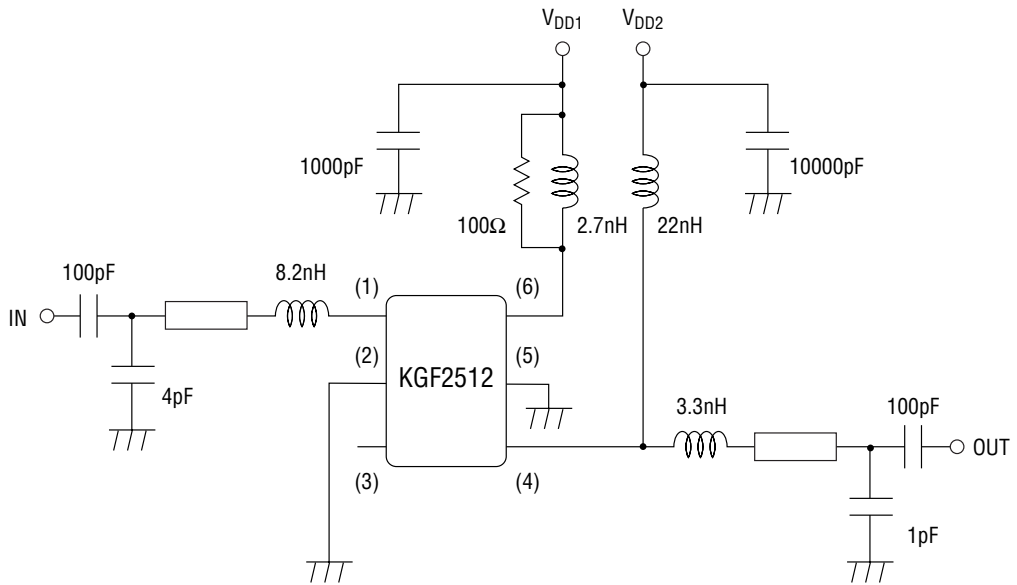 VDD1 VDD2
1000pF 10000pF
100Ω 2.7nH 22nH
100pF 8.2nH (1) (6)
IN
(2) (5)
KGF2512
4pF
3.3nH 100pF
OUT
(3) (4)
1pF